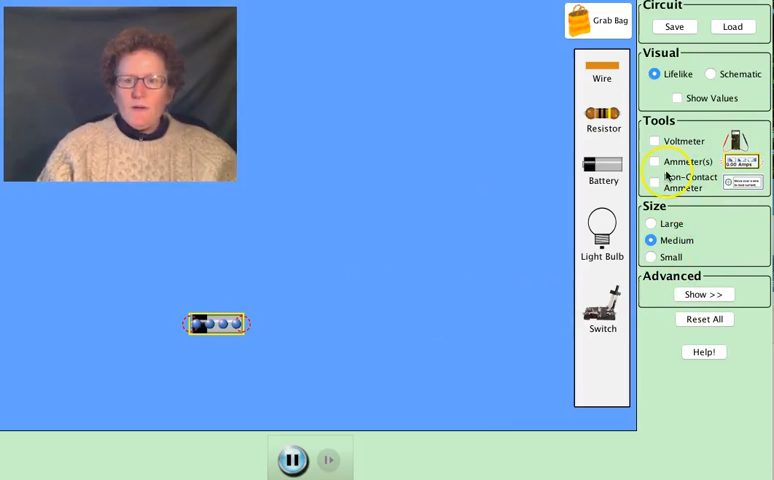 Grab Bag
Wire
Resistor
Battery
Light Bulb
Switch
Circuit
Save
Load
Visual
Lifelike
Schematic
Show Values
Tools
Voltmeter
Ammeter(s)
0.00 Amps
Non-Contact
Ammeter
Size
Large
Medium
Small
Advanced
Show >>
Reset All
Help!